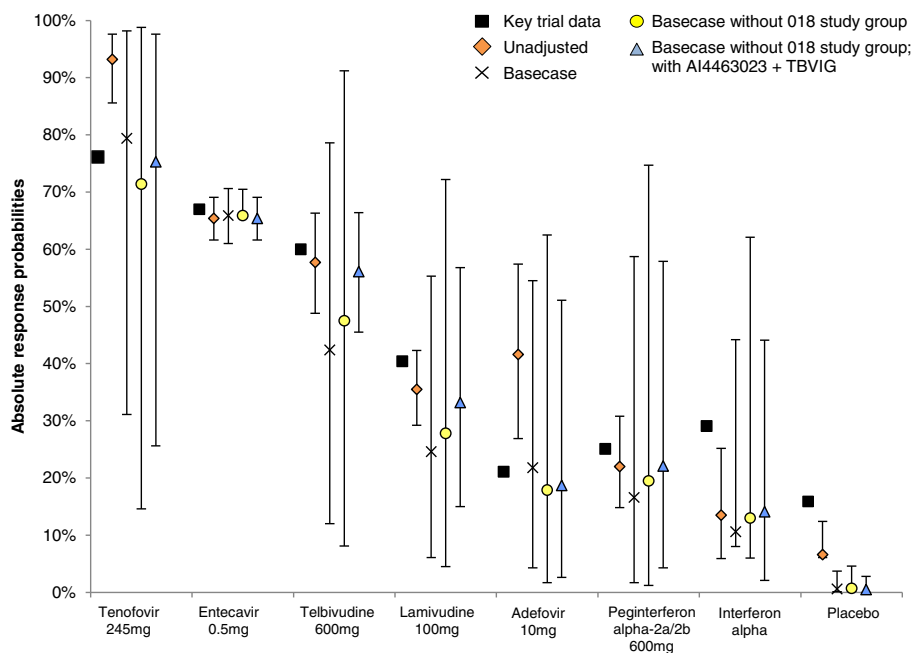 Key trial data
Unadjusted
Basecase
Basecase without 018 study group
Basecase without 018 study group;
with AI4463023 + TBVIG
Absolute response probabilities
100%
90%
80%
70%
60%
50%
40%
30%
20%
10%
0%
Tenofovir
245mg
Entecavir
0.5mg
Telbivudine
600mg
Lamivudine
100mg
Adefovir
10mg
Peginterferon
alpha-2a/2b
600mg
Interferon
alpha
Placebo